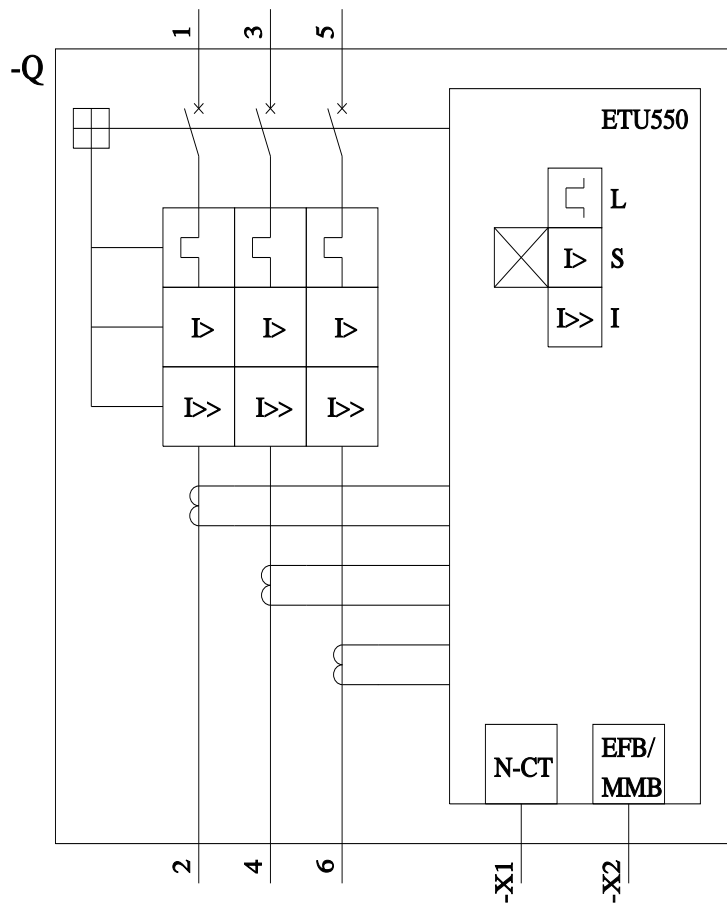 1 3 5
-Q
ETU550
L
I> S
I>> I
I> I> I>
I>> I>> I>>
N-CT
EFB/
MMB
2 4 6
-X1 -X2